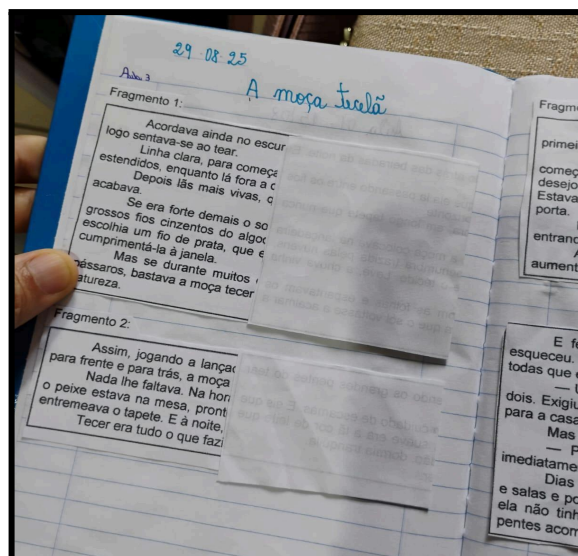 29.08.25
Aula 3
A moça tecelã
Fragmento 1:
Acordava ainda no escur
logo sentava-se ao tear.
Linha clara, para começa
estendidos, enquanto lá fora a c
Depois lãs mais vivas, q
acabava.
Se era forte demais o so
grossos fios cinzentos do algod
escolhia um fio de prata, que e
cumprimentá-la à janela.
Mas se durante muitos
pássaros, bastava a moça tecer
natureza.
Fragmento 2:
Assim, jogando a lançad
para frente e para trás, a moça
Nada lhe faltava. Na hor
o peixe estava na mesa, pront
entremeava o tapete. E à noite,
Tecer era tudo o que fazi
Fragm
primei
começ
desejo
Estava
porta.
entran
aument
E f
esqueceu.
todas que
—
dois. Exigiu
para a casa
Mas
— P
imediatame
Dias
e salas e po
ela não tinh
pentes acom